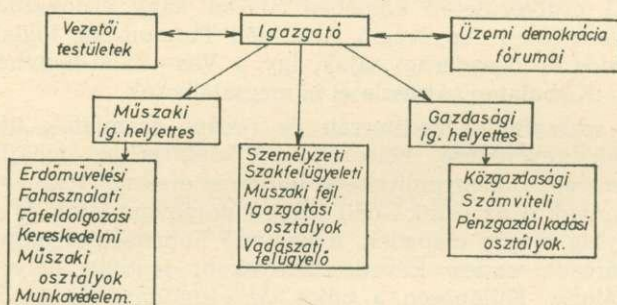 Vezetői
testületek
Igazgató
Üzemi demokrácia
fórumai
Műszaki
ig. helyettes
Gazdasági
ig. helyettes
Erdőművelési
Fahasználati
Fafeldolgozási
Kereskedelmi
Műszaki
osztályok
Munkavédelem.
Személyzeti
Szakfelügyeleti
Műszaki fejl.
Igazgatási
osztályok
Vadászati
felügyelő
Közgazdasági
Számviteli
Pénzgazdálkodási
osztályok.